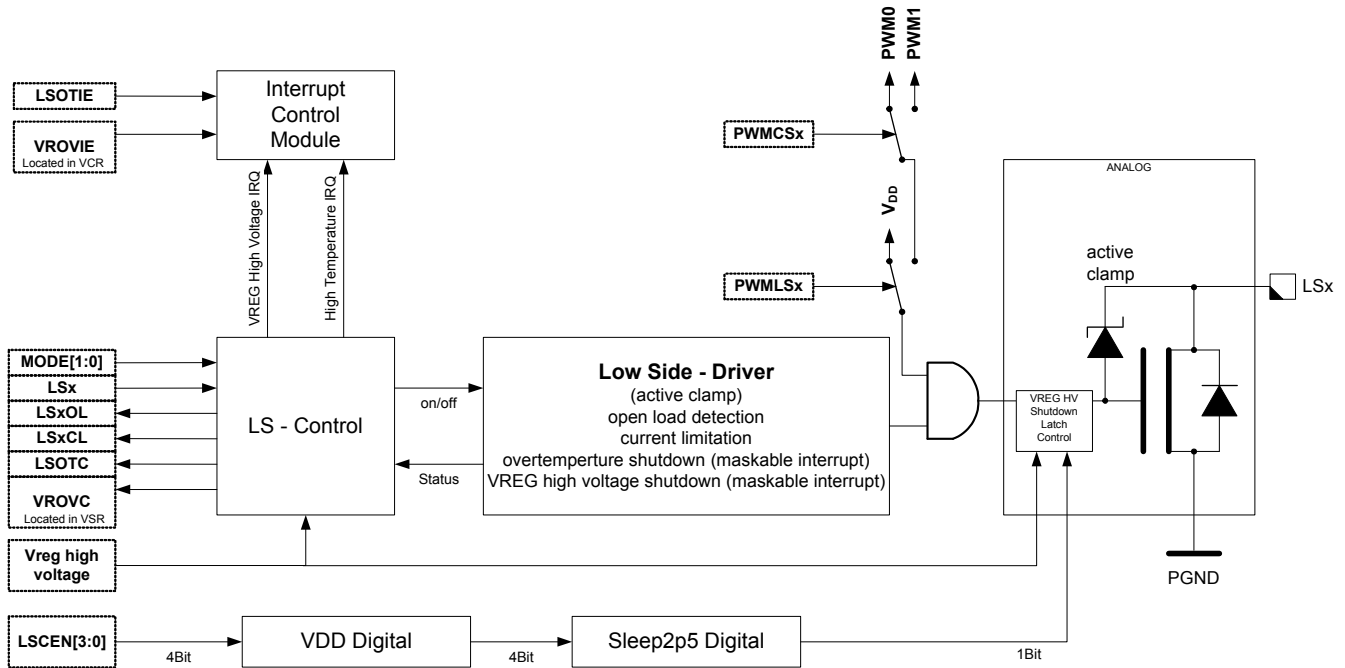 PWM0
PWM1
LSOTIE
VROVIE
Located in VCR
Interrupt
Control
Module
PWMCSx
VREG High Voltage IRQ
High Temperature IRQ
VDD
ANALOG
active
clamp
LSx
PWMLSx
MODE[1:0]
LSx
LSxOL
LSxCL
LSOTC
VROVC
Located in VSR
Vreg high
voltage
LS - Control
on/off
Status
Low Side - Driver
(active clamp)
open load detection
current limitation
overtemperture shutdown (maskable interrupt)
VREG high voltage shutdown (maskable interrupt)
VREG HV
Shutdown
Latch
Control
PGND
LSCEN[3:0]
4Bit
VDD Digital
4Bit
Sleep2p5 Digital
1Bit